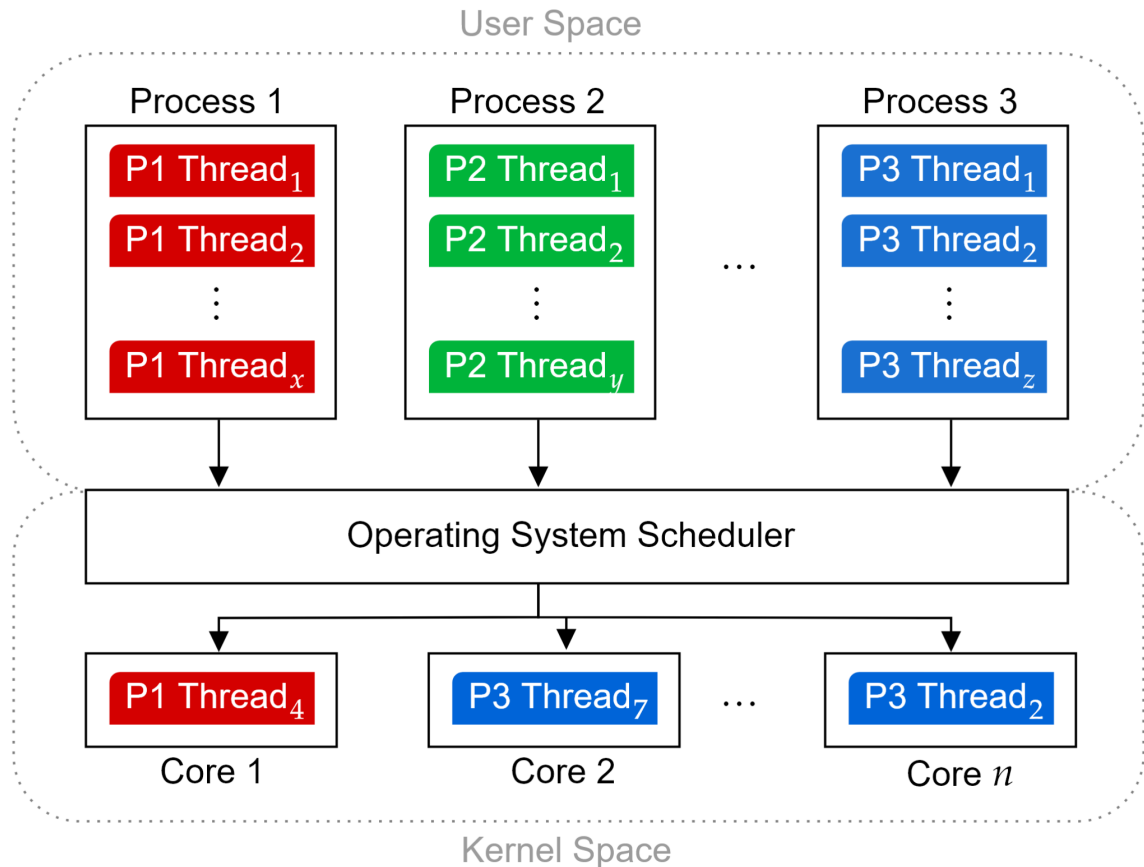 User Space
Process 1 Process 2 Process 3
P1 Thread₁ P2 Thread₁ P3 Thread₁
P1 Thread₂ P2 Thread₂ P3 Thread₂
⋮ ⋮ … ⋮
P1 Threadₓ P2 Thread_y P3 Thread_z
Operating System Scheduler
P1 Thread₄ P3 Thread₇ … P3 Thread₂
Core 1 Core 2 Core n
Kernel Space